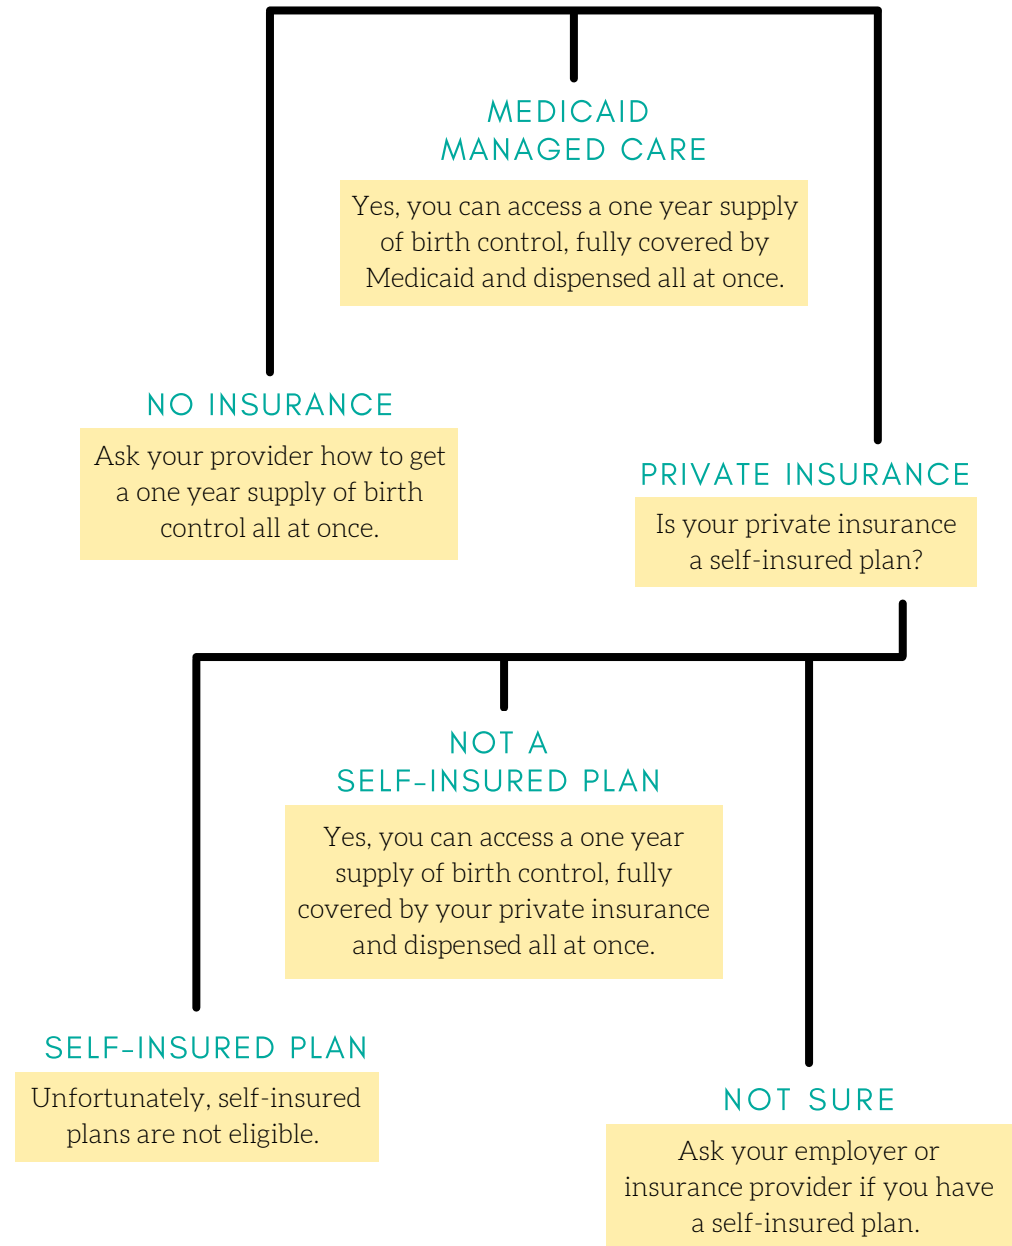 MEDICAID
MANAGED CARE
Yes, you can access a one year supply
of birth control, fully covered by
Medicaid and dispensed all at once.
NO INSURANCE
Ask your provider how to get
a one year supply of birth
control all at once.
PRIVATE INSURANCE
Is your private insurance
a self-insured plan?
NOT A
SELF-INSURED PLAN
Yes, you can access a one year
supply of birth control, fully
covered by your private insurance
and dispensed all at once.
SELF-INSURED PLAN
Unfortunately, self-insured
plans are not eligible.
NOT SURE
Ask your employer or
insurance provider if you have
a self-insured plan.